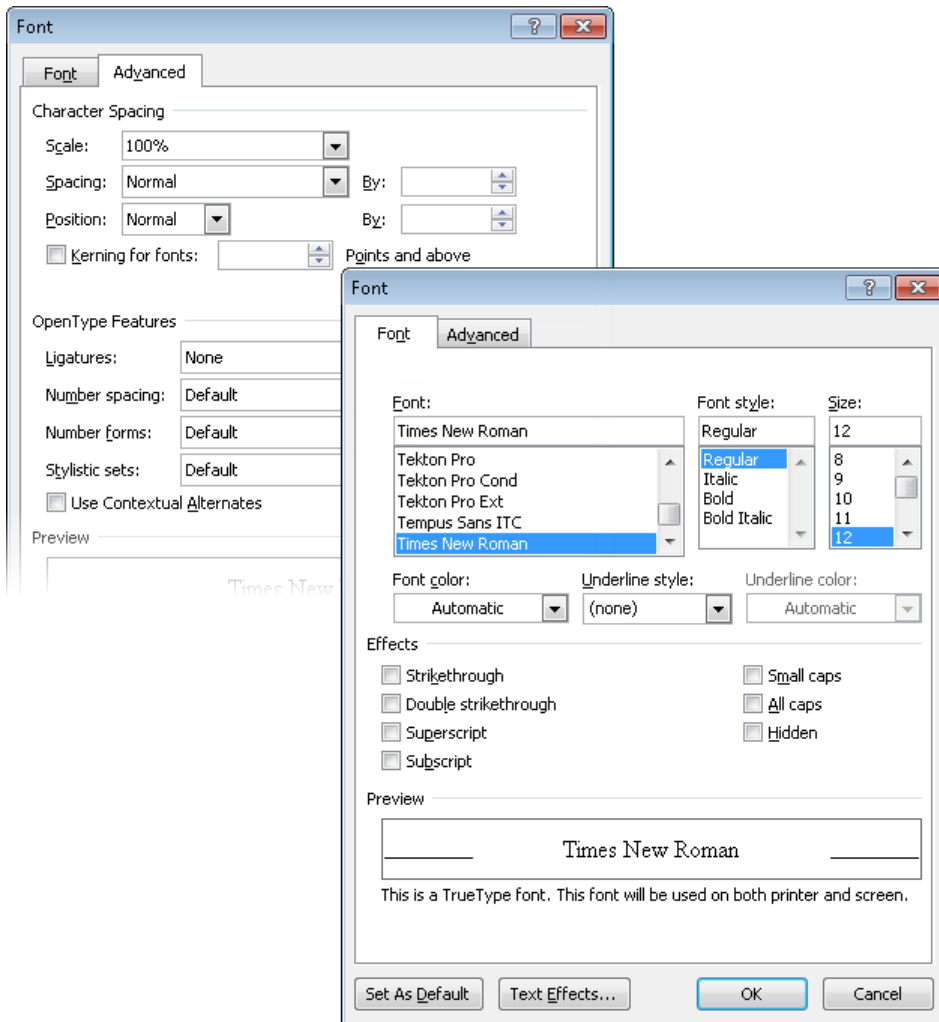 Font
Font Advanced
Character Spacing
Scale: 100%
Spacing: Normal By:
Position: Normal By:
Kerning for fonts: Points and above
OpenType Features
Ligatures: None
Number spacing: Default
Number forms: Default
Stylistic sets: Default
Use Contextual Alternates
Preview
Times New
Font
Font Advanced
Font: Font style: Size:
Times New Roman Regular 12
Tekton Pro Regular 8
Tekton Pro Cond Italic 9
Tekton Pro Ext Bold 10
Tempus Sans ITC Bold Italic 11
Times New Roman 12
Font color: Underline style: Underline color:
Automatic (none) Automatic
Effects
Strikethrough Small caps
Double strikethrough All caps
Superscript Hidden
Subscript
Preview
Times New Roman
This is a TrueType font. This font will be used on both printer and screen.
Set As Default Text Effects... OK Cancel